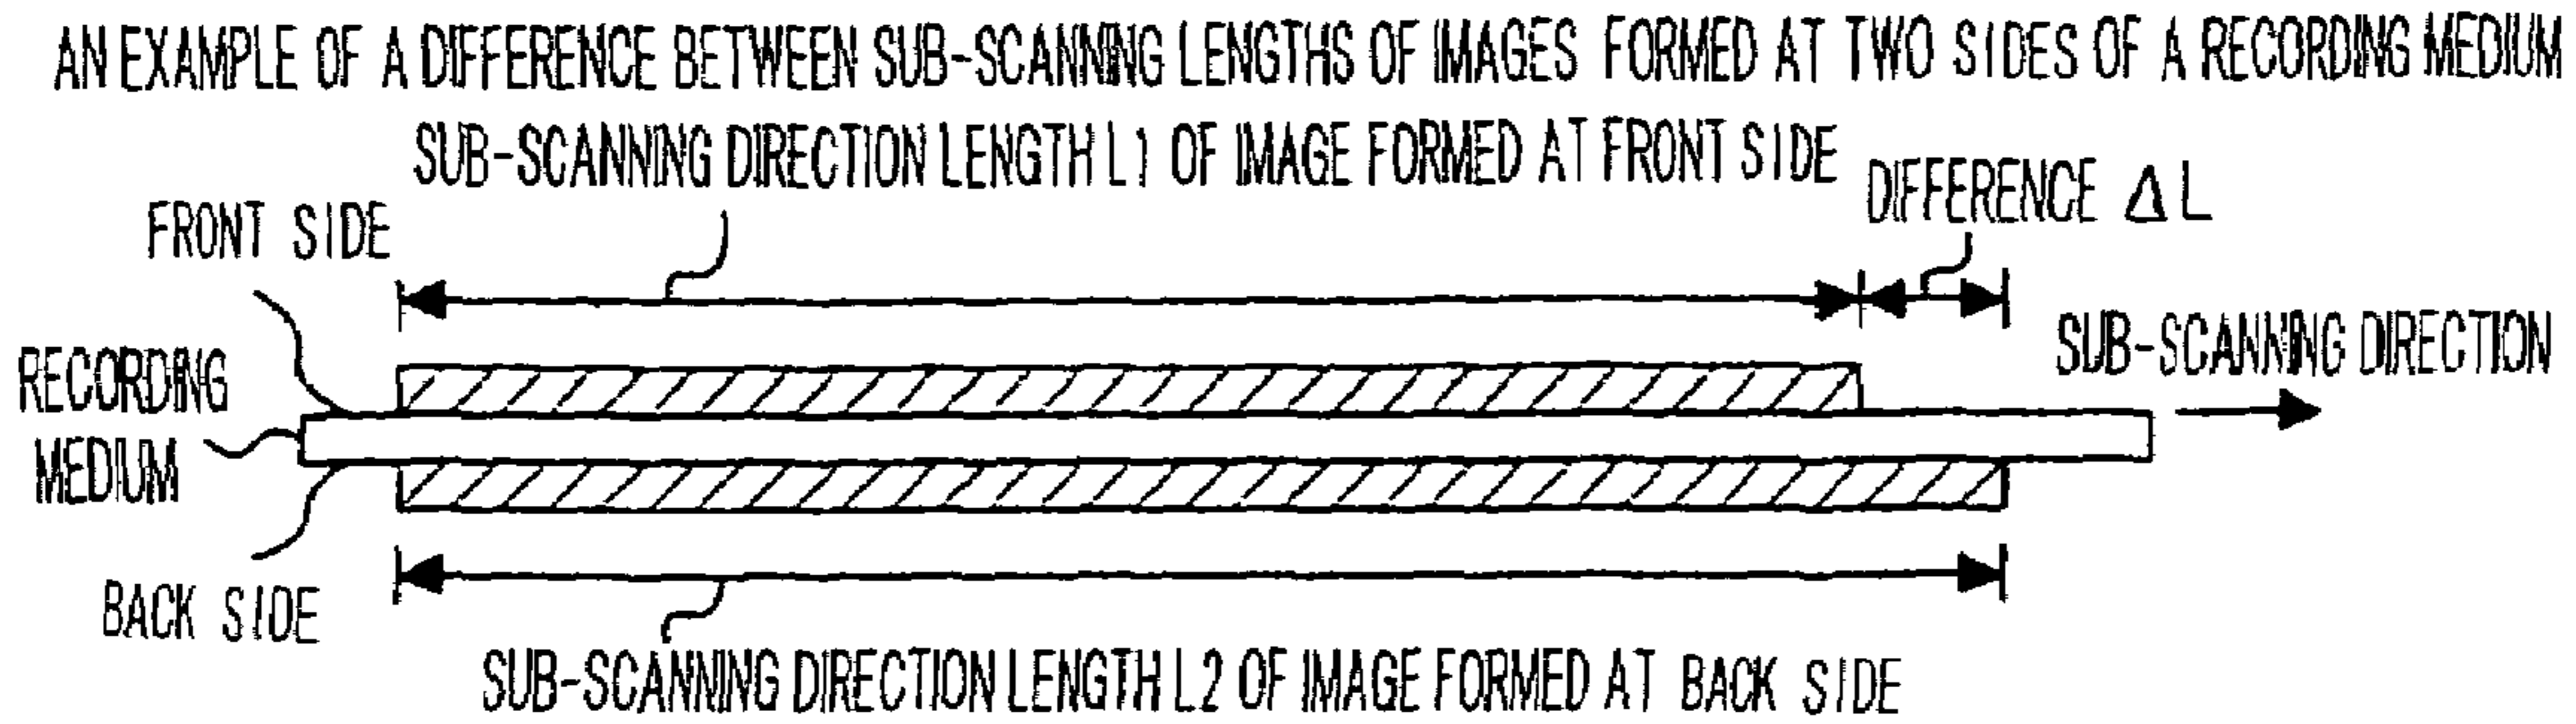 AN EXAMPLE OF A DIFFERENCE BETWEEN SUB-SCANNING LENGTHS OF IMAGES FORMED AT TWO SIDES OF A RECORDING MEDIUM
SUB-SCANNING DIRECTION LENGTH L1 OF IMAGE FORMED AT FRONT SIDE
DIFFERENCE ΔL
FRONT SIDE
SUB-SCANNING DIRECTION
RECORDING
MEDIUM
BACK SIDE
SUB-SCANNING DIRECTION LENGTH L2 OF IMAGE FORMED AT BACK SIDE